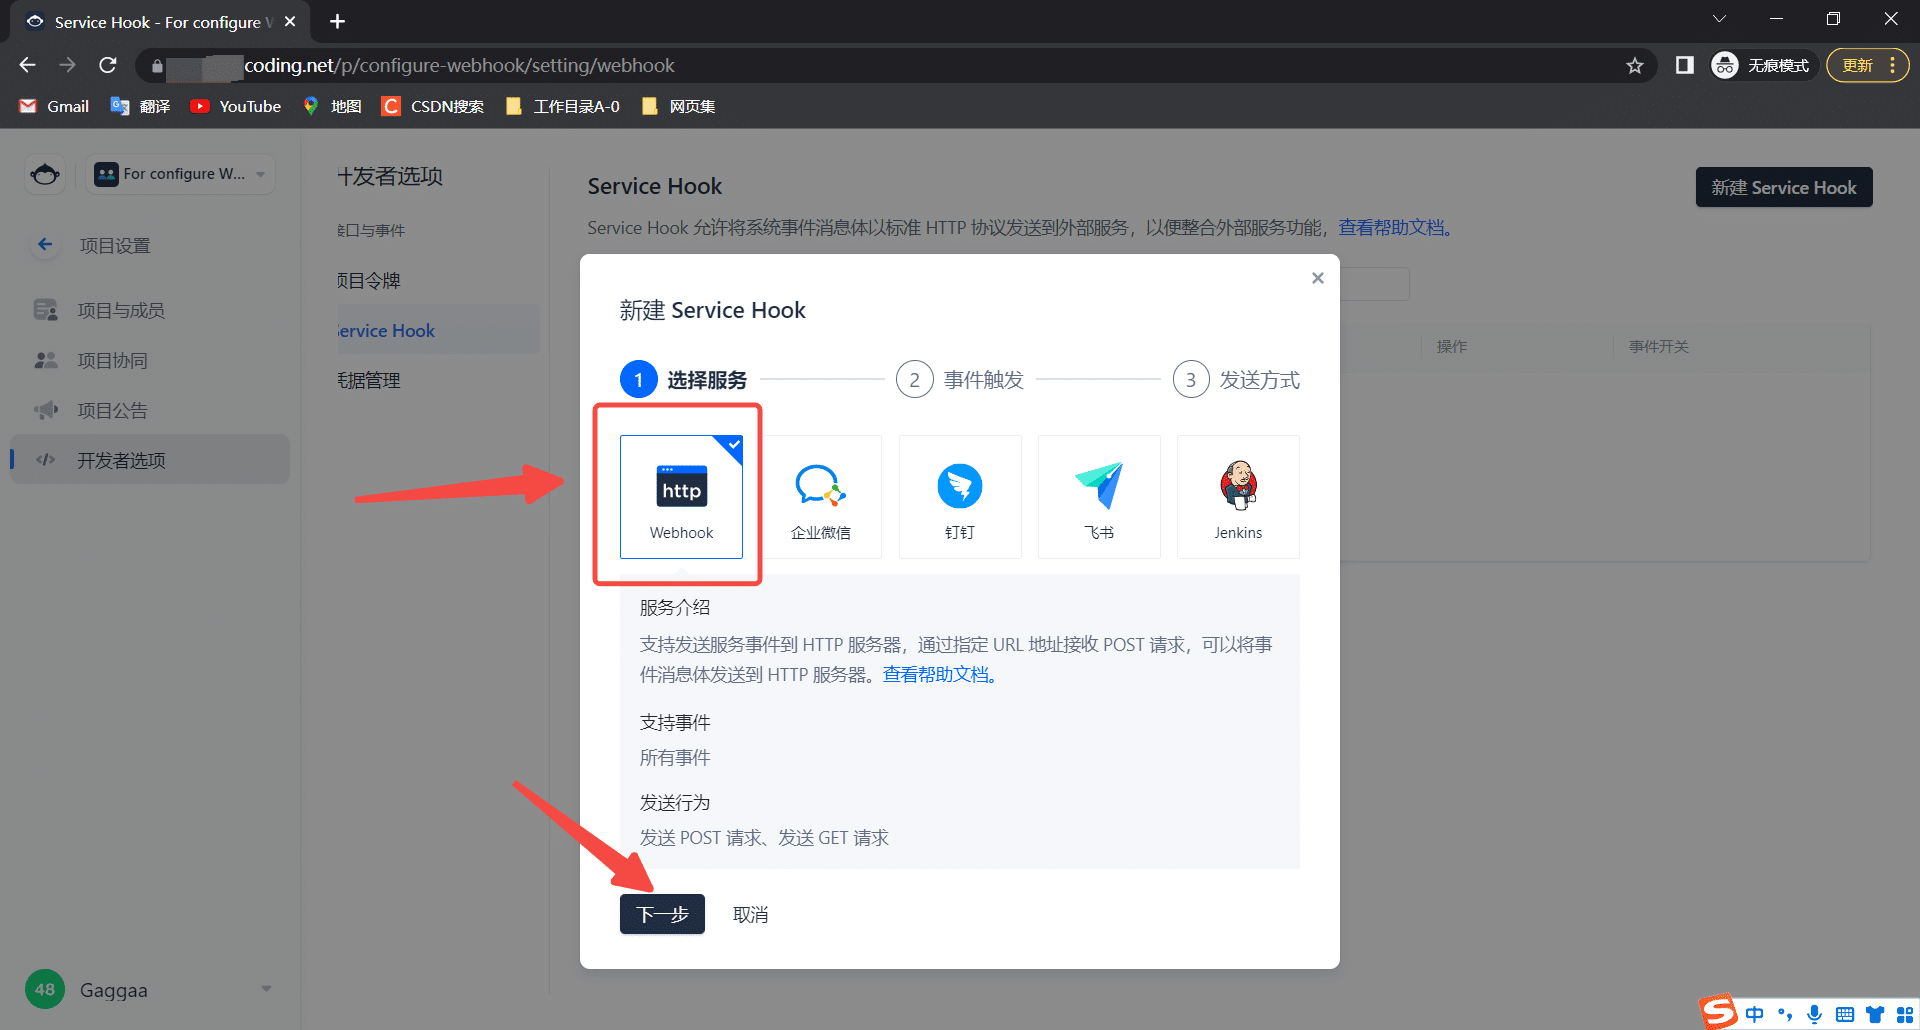 Service Hook - For configure W
coding.net/p/configure-webhook/setting/webhook
无痕模式
更新
Gmail
翻译
YouTube
地图
CSDN搜索
工作目录A-0
网页集
For configure W...
项目设置
项目与成员
项目协同
项目公告
开发者选项
48
Gaggaa
开发者选项
接口与事件
项目令牌
Service Hook
凭据管理
Service Hook
新建 Service Hook
Service Hook 允许将系统事件消息体以标准 HTTP 协议发送到外部服务，以便整合外部服务功能，查看帮助文档。
操作
事件开关
新建 Service Hook
1 选择服务
2 事件触发
3 发送方式
http
Webhook
企业微信
钉钉
飞书
Jenkins
服务介绍
支持发送服务事件到 HTTP 服务器，通过指定 URL 地址接收 POST 请求，可以将事
件消息体发送到 HTTP 服务器。查看帮助文档。
支持事件
所有事件
发送行为
发送 POST 请求、发送 GET 请求
下一步
取消
中